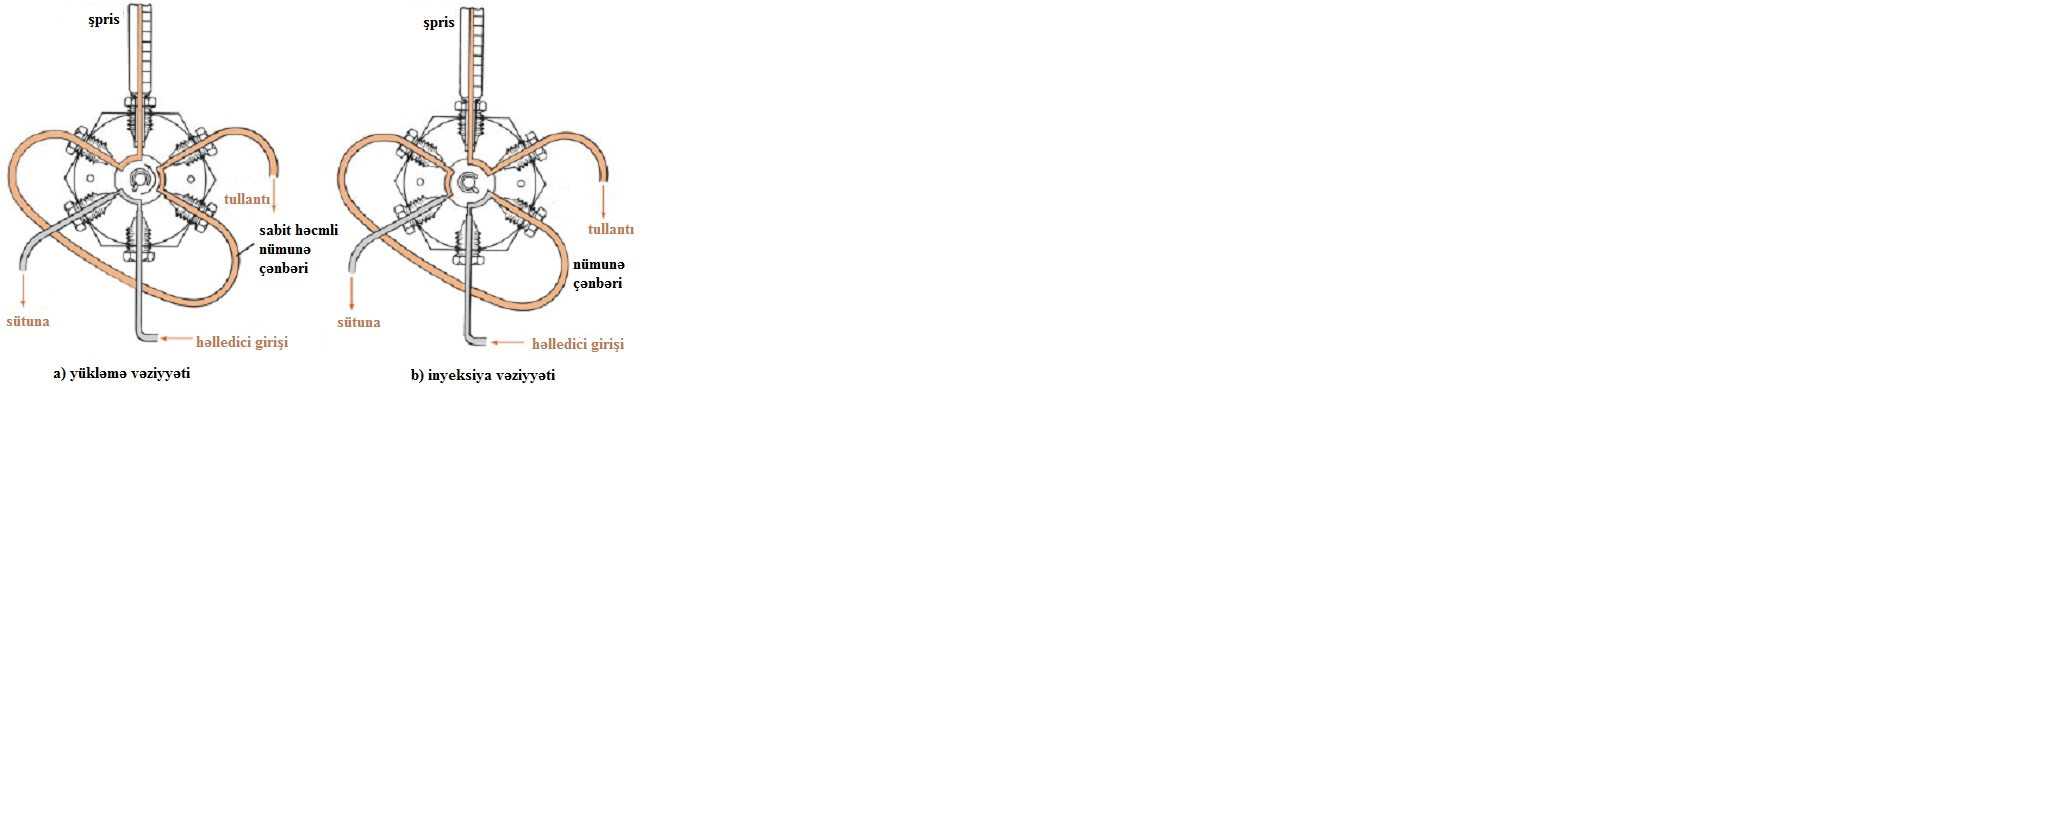 şpris
tullantı
sabit həcmli
nümunə
çənbəri
sütuna
həlledici girişi
a) yükləmə vəziyyəti
şpris
tullantı
nümunə
çənbəri
sütuna
həlledici girişi
b) inyeksiya vəziyyəti